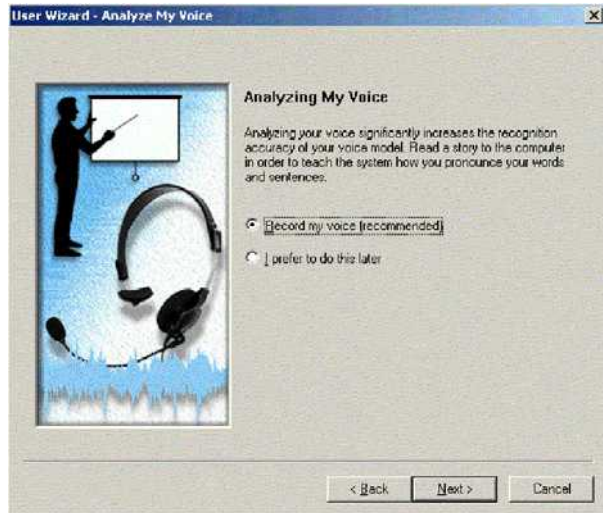 User Wizard - Analyze My Voice
Analyzing My Voice
Analyzing your voice significantly increases the recognition
accuracy of your voice model. Read a story to the computer
in order to teach the system how you pronounce your words
and sentences.
Record my voice (recommended)
I prefer to do this later
< Back Next > Cancel